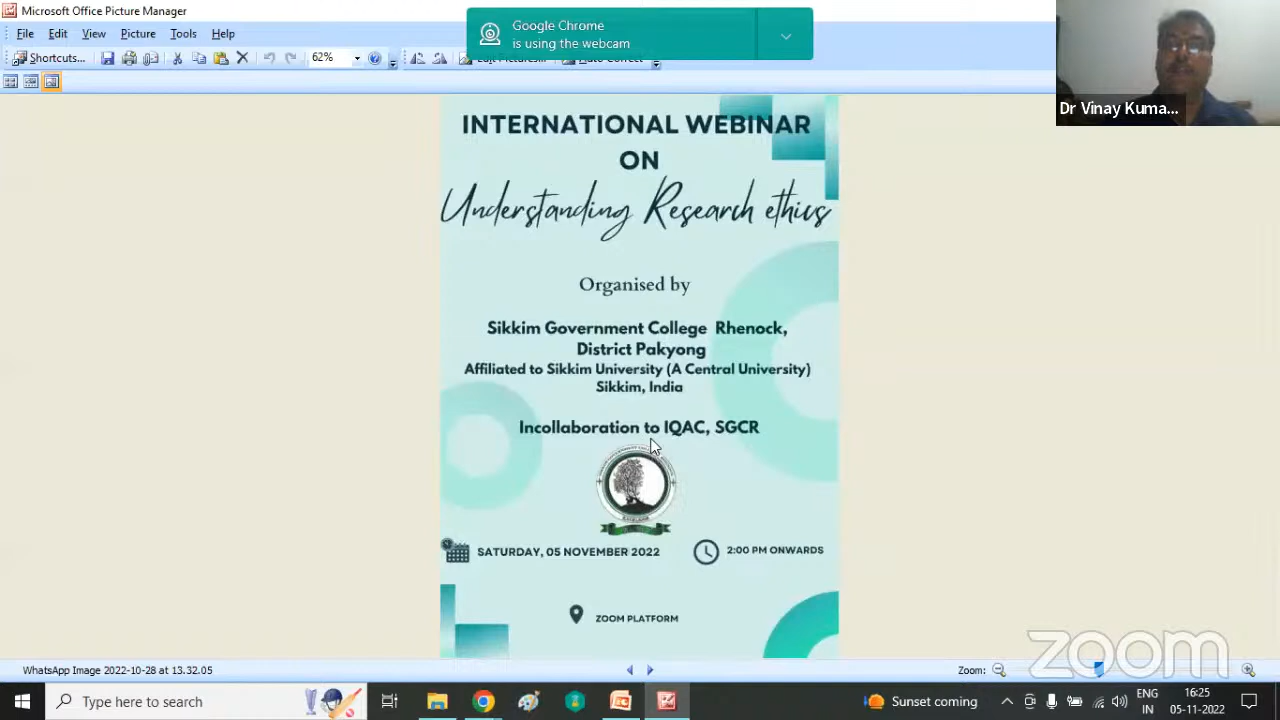 Microsoft Office Picture Manager
Google Chrome
is using the webcam
File Edit View Picture Tools Help
Shortcuts... 62% Edit Pictures... Auto Correct
Dr Vinay Kuma...
INTERNATIONAL WEBINAR
ON
Understanding Research ethics
Organised by
Sikkim Government College Rhenock,
District Pakyong
Affiliated to Sikkim University (A Central University)
Sikkim, India
Incollaboration to IQAC, SGCR
SATURDAY, 05 NOVEMBER 2022 2:00 PM ONWARDS
ZOOM PLATFORM
zoom
WhatsApp Image 2022-10-28 at 13.32.05 Zoom:
Type here to search Sunset coming ENG 16:25
IN 05-11-2022